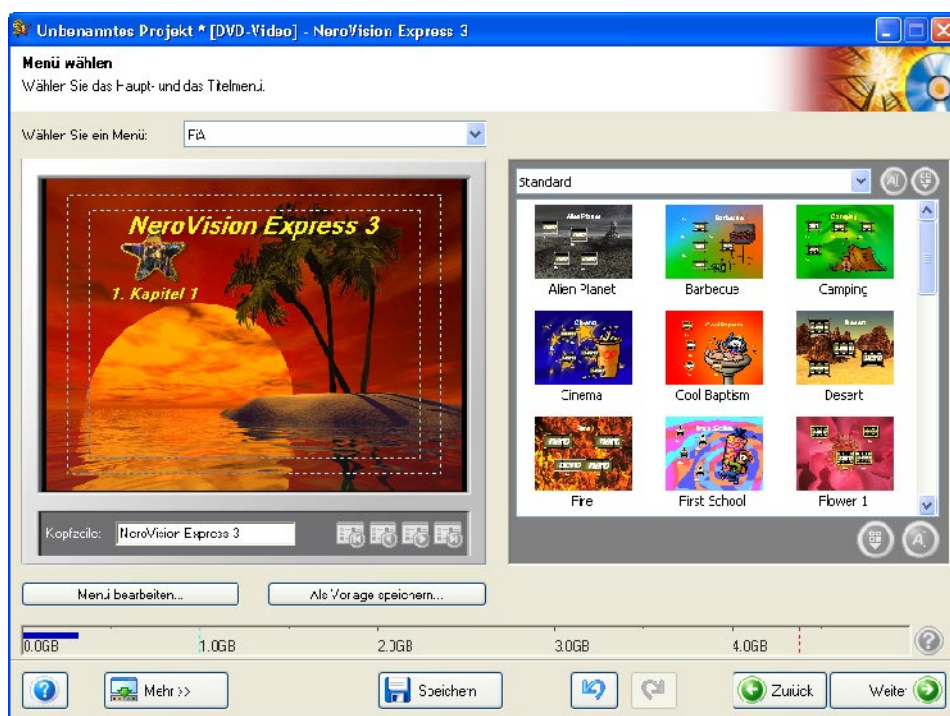 Unbenanntes Projekt * [DVD-Video] - NeroVision Express 3
Menü wählen
Wählen Sie das Haupt- und das Titelmenü.
Wählen Sie ein Menü:
Standard
NeroVision Express 3
1. Kapitel 1
Alien Planet
Barbecue
Camping
Cinema
Cool Baptism
Desert
Fire
First School
Flower 1
Kopfzeile:
NeroVision Express 3
Menü bearbeiten...
Als Vorlage speichern...
0.0GB
1.0GB
2.0GB
3.0GB
4.0GB
Mehr >>
Speichern
Zurück
Weiter